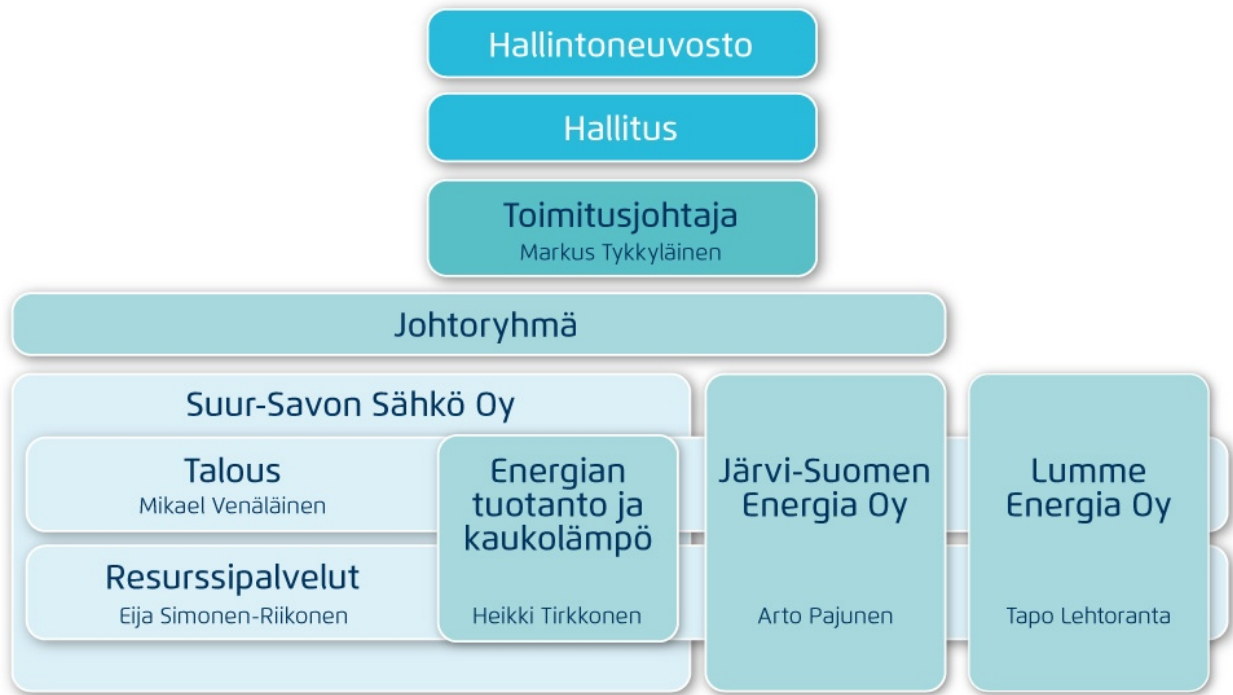 Hallintoneuvosto
Hallitus
Toimitusjohtaja
Markus Tykkyläinen
Johtoryhmä
Suur-Savon Sähkö Oy
Talous
Mikael Venäläinen
Resurssipalvelut
Eija Simonen-Riikonen
Energian
tuotanto ja
kaukolämpö
Heikki Tirkkonen
Järvi-Suomen
Energia Oy
Arto Pajunen
Lumme
Energia Oy
Tapo Lehtoranta